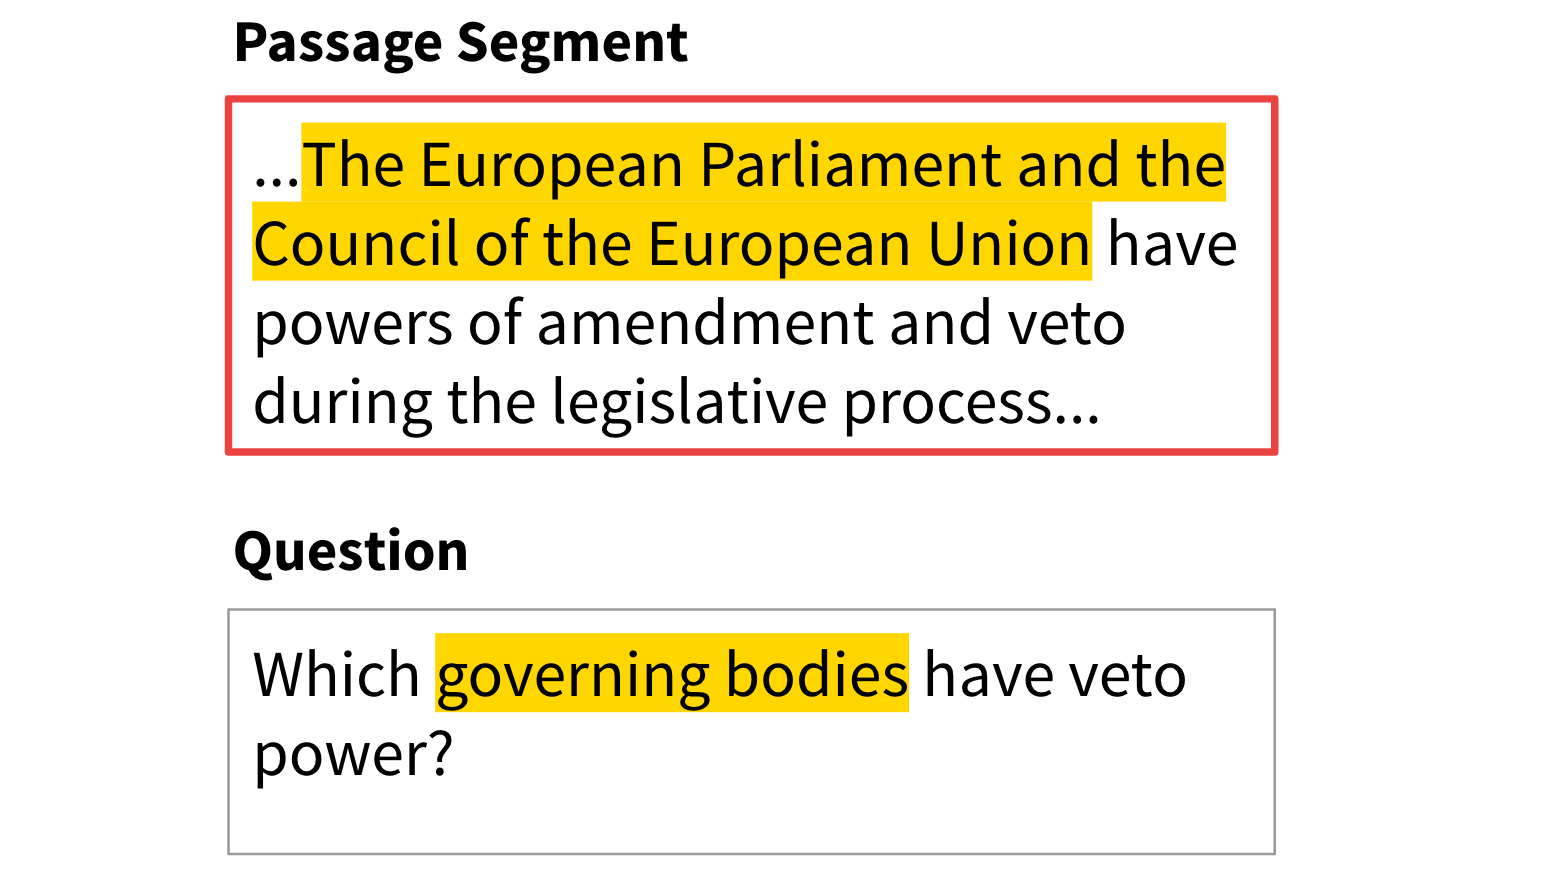 Passage Segment
...The European Parliament and the
Council of the European Union have
powers of amendment and veto
during the legislative process...
Question
Which governing bodies have veto
power?